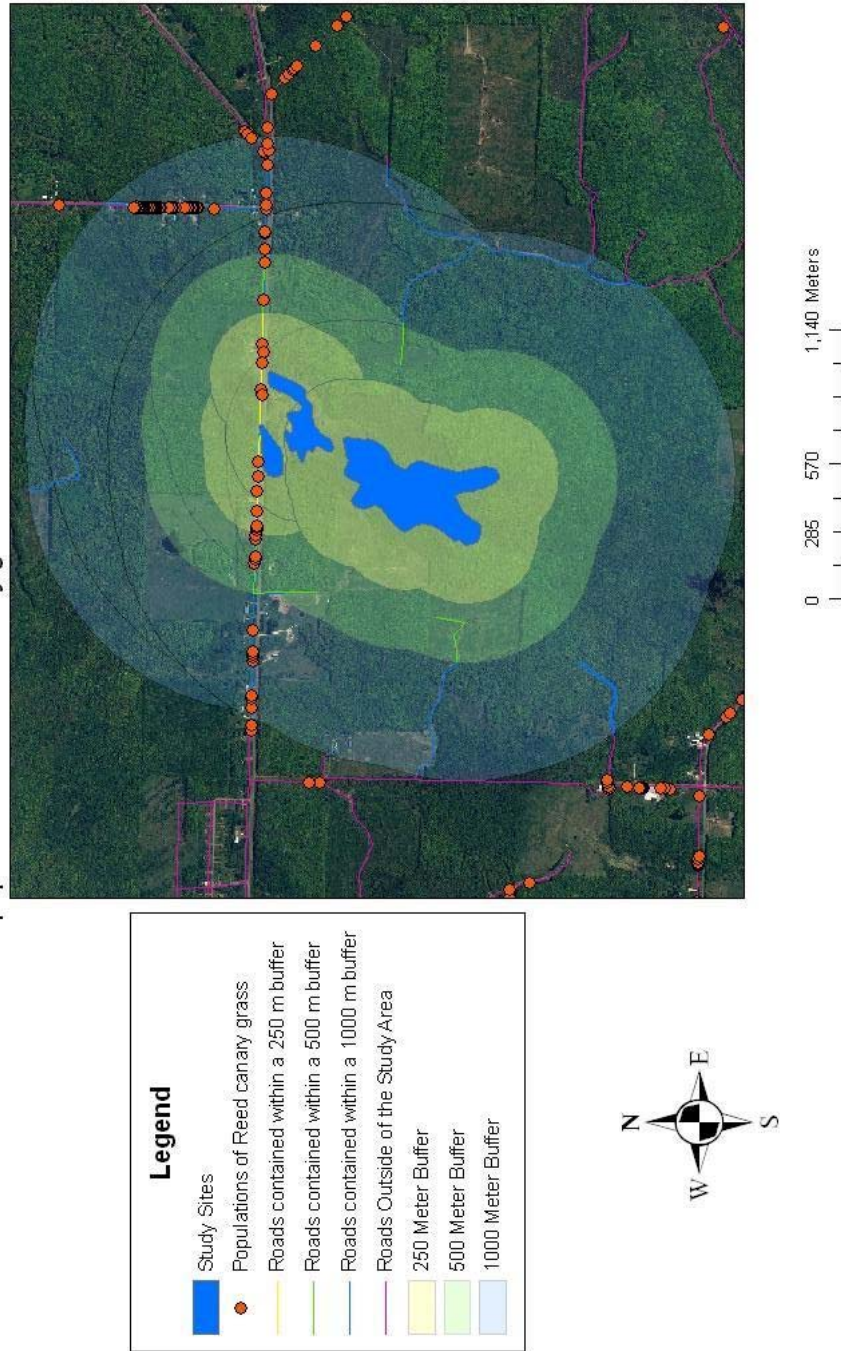 Legend
Study Sites
Populations of Reed canary grass
Roads contained within a 250 m buffer
Roads contained within a 500 m buffer
Roads contained within a 1000 m buffer
Roads Outside of the Study Area
250 Meter Buffer
500 Meter Buffer
1000 Meter Buffer
N
W E
S
0 285 570 1,140 Meters